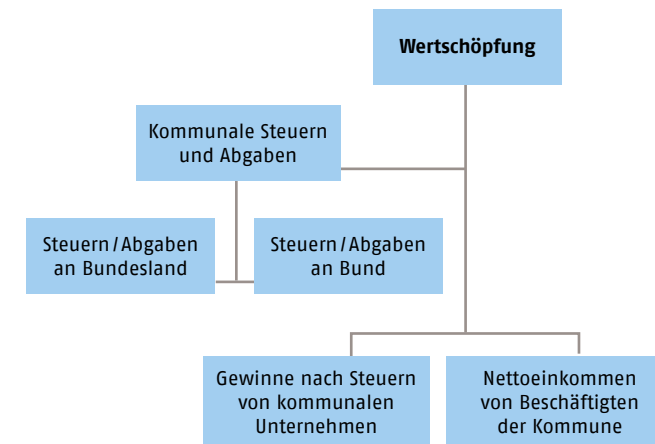 Wertschöpfung
Kommunale Steuern
und Abgaben
Steuern / Abgaben
an Bundesland
Steuern / Abgaben
an Bund
Gewinne nach Steuern
von kommunalen
Unternehmen
Nettoeinkommen
von Beschäftigten
der Kommune